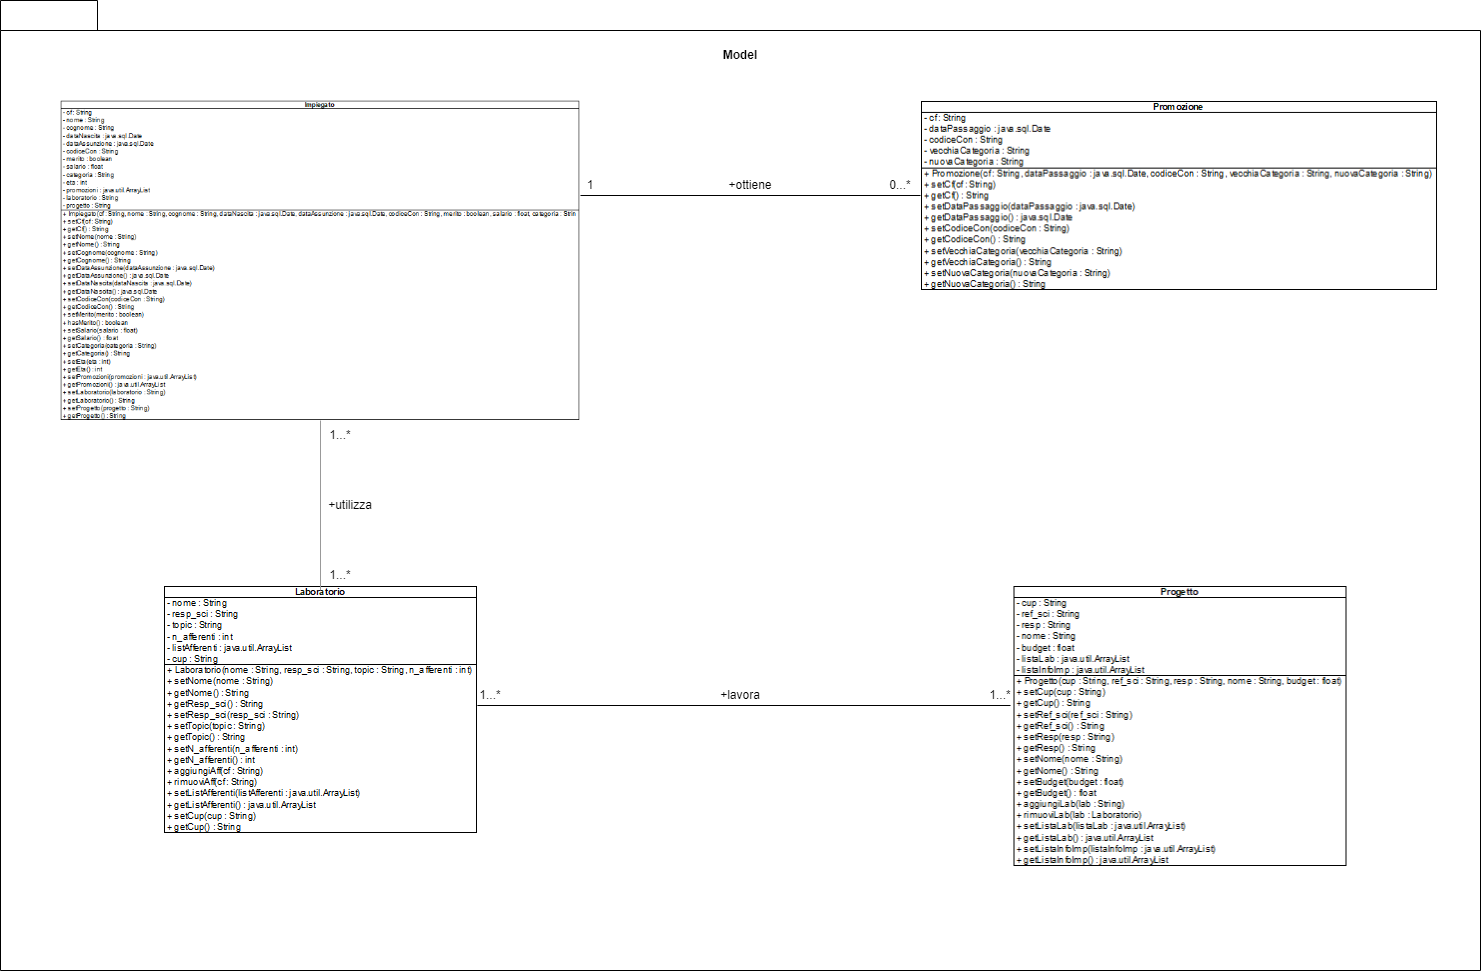 Model
Impiegato
- cf: String
- nome : String
- cognome : String
- dataNascita : java.sql.Date
- dataAssunzione : java.sql.Date
- codiceCon : String
- merito : boolean
- salario : float
- categoria : String
- eta : int
- promozioni : java.util.ArrayList
- laboratorio : String
- progetto : String
+ Impiegato(cf : String, nome : String, cognome : String, dataNascita : java.sql.Date, dataAssunzione : java.sql.Date, codiceCon : String, merito : boolean, salario : float, categoria : Strin
+ setCf(cf: String)
+ getCf() : String
+ setNome(nome : String)
+ getNome() : String
+ setCognome(cognome : String)
+ getCognome() : String
+ setDataAssunzione(dataAssunzione : java.sql.Date)
+ getDataAssunzione() : java.sql.Date
+ setDataNascita(dataNascita : java.sql.Date)
+ getDataNascita() : java.sql.Date
+ setCodiceCon(codiceCon : String)
+ getCodiceCon() : String
+ setMerito(merito : boolean)
+ hasMerito() : boolean
+ setSalario(salario : float)
+ getSalario() : float
+ setCategoria(categoria : String)
+ getCategoria() : String
+ setEta(eta : int)
+ getEta() : int
+ setPromozioni(promozioni : java.util.ArrayList)
+ getPromozioni() : java.util.ArrayList
+ setLaboratorio(laboratorio : String)
+ getLaboratorio() : String
+ setProgetto(progetto : String)
+ getProgetto() : String
1
+ottiene
0...*
Promozione
- cf: String
- dataPassaggio : java.sql.Date
- codiceCon : String
- vecchiaCategoria : String
- nuovaCategoria : String
+ Promozione(cf: String, dataPassaggio : java.sql.Date, codiceCon : String, vecchiaCategoria : String, nuovaCategoria : String)
+ setCf(cf: String)
+ getCf() : String
+ setDataPassaggio(dataPassaggio : java.sql.Date)
+ getDataPassaggio() : java.sql.Date
+ setCodiceCon(codiceCon : String)
+ getCodiceCon() : String
+ setVecchiaCategoria(vecchiaCategoria : String)
+ getVecchiaCategoria() : String
+ setNuovaCategoria(nuovaCategoria : String)
+ getNuovaCategoria() : String
1...*
+utilizza
1...*
Laboratorio
- nome : String
- resp_sci : String
- topic : String
- n_afferenti : int
- listAfferenti : java.util.ArrayList
- cup : String
+ Laboratorio(nome : String, resp_sci : String, topic : String, n_afferenti : int)
+ setNome(nome : String)
+ getNome() : String
+ getResp_sci() : String
+ setResp_sci(resp_sci : String)
+ setTopic(topic : String)
+ getTopic() : String
+ setN_afferenti(n_afferenti : int)
+ getN_afferenti() : int
+ aggiungiAff(cf : String)
+ rimuoviAff(cf : String)
+ setListAfferenti(listAfferenti : java.util.ArrayList)
+ getListAfferenti() : java.util.ArrayList
+ setCup(cup : String)
+ getCup() : String
1...*
+lavora
1...*
Progetto
- cup : String
- ref_sci : String
- resp : String
- nome : String
- budget : float
- listaLab : java.util.ArrayList
- listaInfoImp : java.util.ArrayList
+ Progetto(cup : String, ref_sci : String, resp : String, nome : String, budget : float)
+ setCup(cup : String)
+ getCup() : String
+ setRef_sci(ref_sci : String)
+ getRef_sci() : String
+ setResp(resp : String)
+ getResp() : String
+ setNome(nome : String)
+ getNome() : String
+ setBudget(budget : float)
+ getBudget() : float
+ aggiungiLab(lab : String)
+ rimuoviLab(lab : Laboratorio)
+ setListaLab(listaLab : java.util.ArrayList)
+ getListaLab() : java.util.ArrayList
+ setListaInfoImp(listaInfoImp : java.util.ArrayList)
+ getListaInfoImp() : java.util.ArrayList